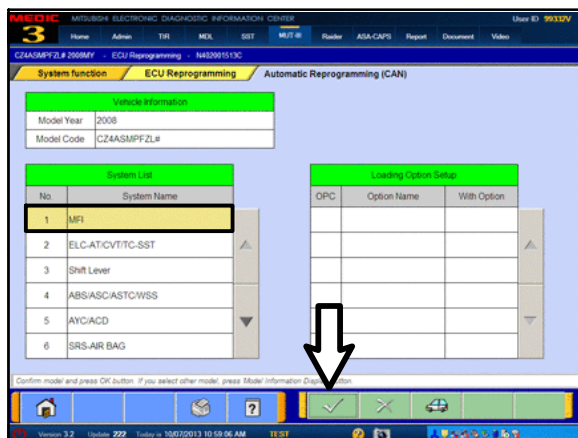 MEDIC MITSUBISHI ELECTRONIC DIAGNOSTIC INFORMATION CENTER User ID 99332V
3 Home Admin TIR MDL SST MUT-III Raider ASA-CAPS Report Document Video
CZ4ASMPFZL# 2008MY - ECU Reprogramming - N402001513C
System function ECU Reprogramming Automatic Reprogramming (CAN)
Vehicle Information
Model Year 2008
Model Code CZ4ASMPFZL#
System List
No. System Name
1 MFI
2 ELC-AT/CVT/TC-SST
3 Shift Lever
4 ABS/ASC/ASTC/WSS
5 AYC/ACD
6 SRS-AIR BAG
Loading Option Setup
OPC Option Name With Option
Confirm model and press OK button. If you select other model, press 'Model Information Display' button.
?
Version 3.2 Update 222 Today is 10/07/2013 10:59:06 AM TEST